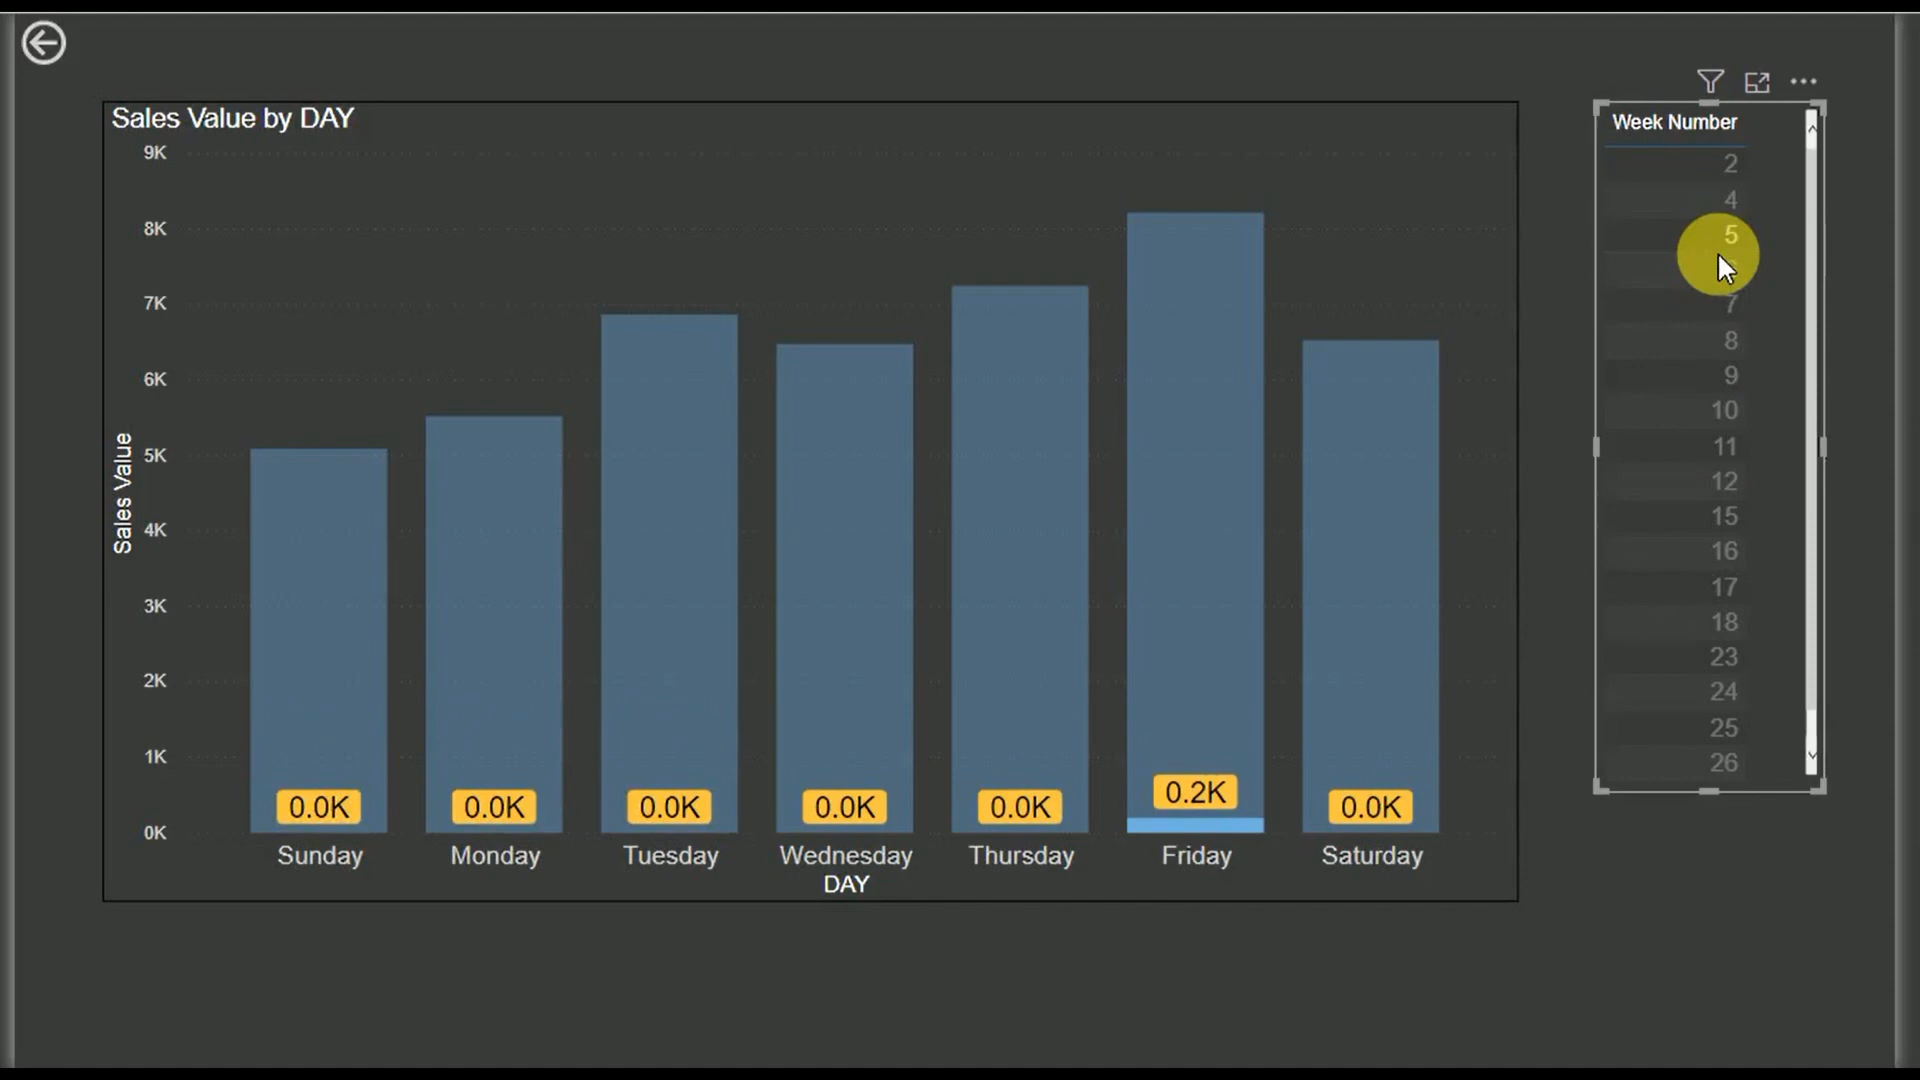 Sales Value by DAY
9K
8K
7K
6K
5K
4K
3K
2K
1K
0K
Sales Value
0.0K
0.0K
0.0K
0.0K
0.0K
0.2K
0.0K
Sunday
Monday
Tuesday
Wednesday
Thursday
Friday
Saturday
DAY
Week Number
2
4
5
7
8
9
10
11
12
15
16
17
18
23
24
25
26